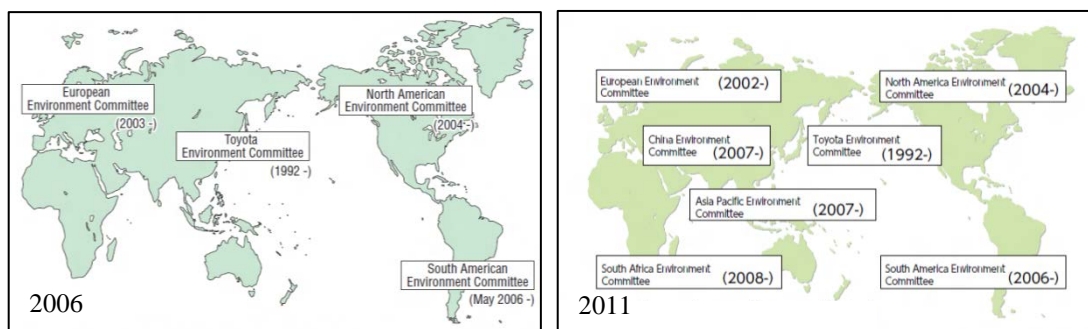 European
Environment Committee
(2003 -)
North American
Environment Committee
(2004 -)
Toyota
Environment Committee
(1992 -)
South American
Environment Committee
(May 2006 -)
2006
European Environment
Committee (2002-)
North America Environment
Committee (2004-)
China Environment
Committee (2007-)
Toyota Environment
Committee (1992-)
Asia Pacific Environment
Committee (2007-)
South Africa Environment
Committee (2008-)
South America Environment
Committee (2006-)
2011